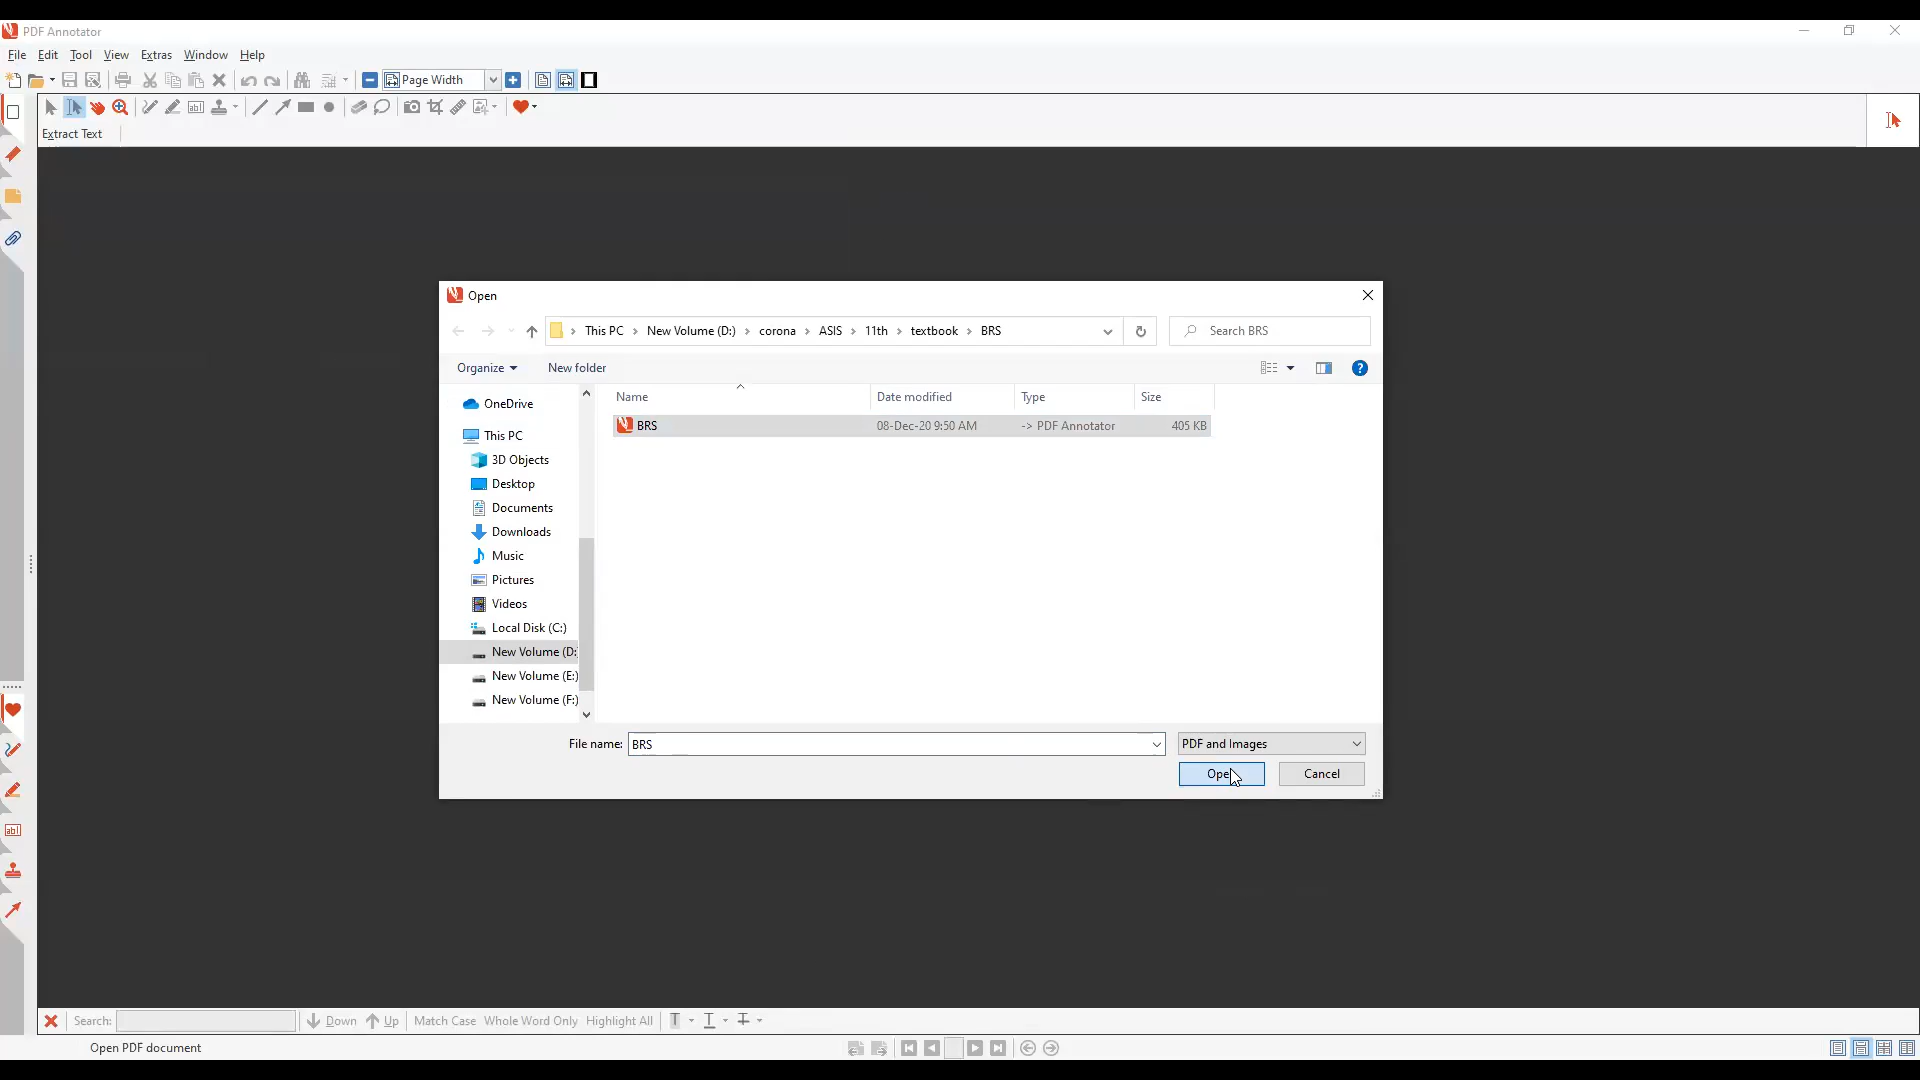 PDF Annotator
File Edit Tool View Extras Window Help
Page Width
Extract Text
Open
This PC New Volume (D:) corona ASIS 11th textbook BRS
Search BRS
Organize New folder
Name Date modified Type Size
BRS 08-Dec-20 9:50 AM -> PDF Annotator 405 KB
OneDrive
This PC
3D Objects
Desktop
Documents
Downloads
Music
Pictures
Videos
Local Disk (C:)
New Volume (D:
New Volume (E:)
New Volume (F:)
File name: BRS PDF and Images
Open Cancel
Search: Down Up Match Case Whole Word Only Highlight All
Open PDF document